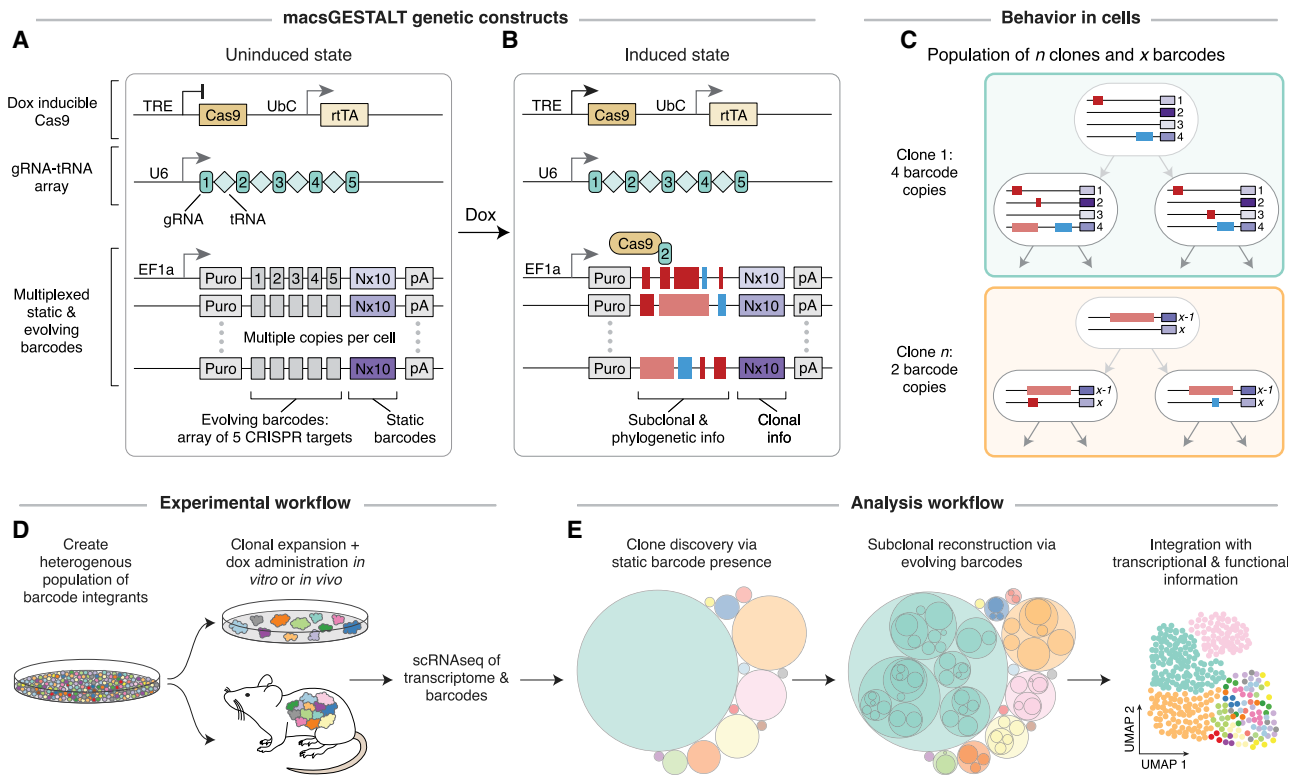 macsGESTALT genetic constructs
Behavior in cells
A
Uninduced state
B
Induced state
C
Population of n clones and x barcodes
Dox inducible
Cas9
TRE
Cas9
UbC
rtTA
TRE
Cas9
UbC
rtTA
gRNA-tRNA
array
U6
1 2 3 4 5
gRNA
tRNA
U6
1 2 3 4 5
Dox
Multiplexed
static &
evolving
barcodes
EF1a
Puro
1 2 3 4 5
Nx10
pA
Puro
Nx10
pA
Multiple copies per cell
Puro
Nx10
pA
Evolving barcodes:
array of 5 CRISPR targets
Static
barcodes
Cas9
2
EF1a
Puro
Nx10
pA
Puro
Nx10
pA
Puro
Nx10
pA
Subclonal &
phylogenetic info
Clonal
info
Clone 1:
4 barcode
copies
1
2
3
4
1
2
3
4
1
2
3
4
Clone n:
2 barcode
copies
x-1
x
x-1
x
x-1
x
Experimental workflow
Analysis workflow
D
Create
heterogenous
population of
barcode integrants
Clonal expansion +
dox administration in
vitro or in vivo
scRNAseq of
transcriptome &
barcodes
E
Clone discovery via
static barcode presence
Subclonal reconstruction via
evolving barcodes
Integration with
transcriptional & functional
information
UMAP 2
UMAP 1